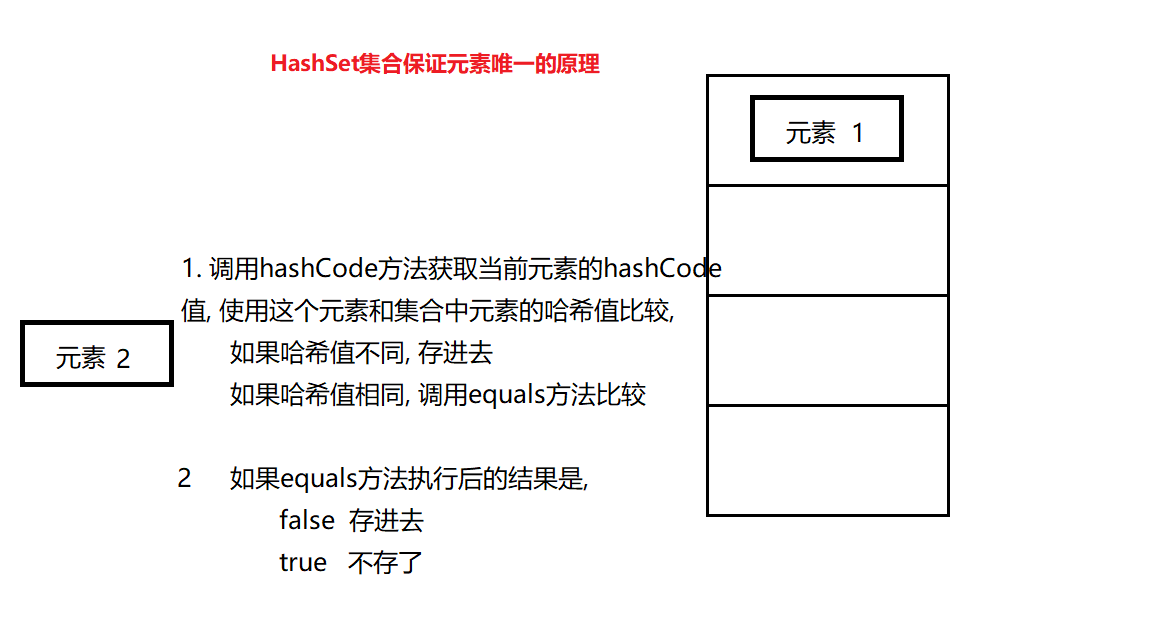 HashSet集合保证元素唯一的原理
元素 1
1. 调用hashCode方法获取当前元素的hashCode
值, 使用这个元素和集合中元素的哈希值比较,
如果哈希值不同, 存进去
元素 2
如果哈希值相同, 调用equals方法比较
2 如果equals方法执行后的结果是,
false 存进去
true 不存了